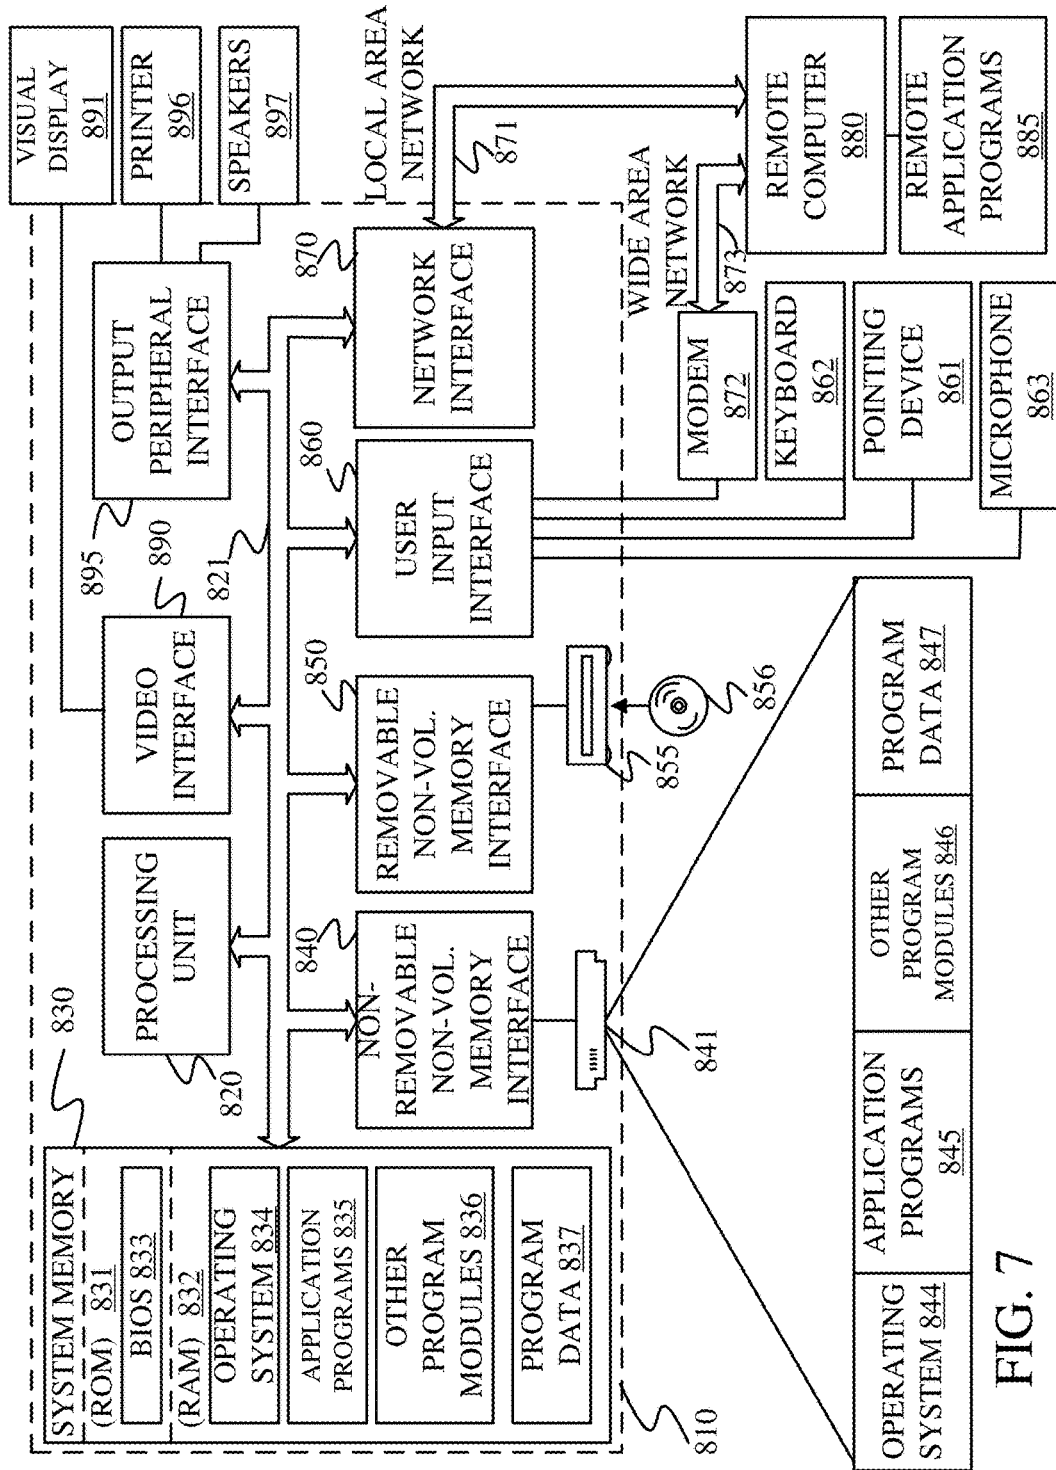 SYSTEM MEMORY
(ROM) 831
BIOS 833
(RAM) 832
OPERATING
SYSTEM 834
APPLICATION
PROGRAMS 835
OTHER
PROGRAM
MODULES 836
PROGRAM
DATA 837
810
830
PROCESSING
UNIT
820
VIDEO
INTERFACE
890
OUTPUT
PERIPHERAL
INTERFACE
895
821
VISUAL
DISPLAY
891
PRINTER
896
SPEAKERS
897
NON-
REMOVABLE
NON-VOL.
MEMORY
INTERFACE
840
REMOVABLE
NON-VOL.
MEMORY
INTERFACE
850
USER
INPUT
INTERFACE
860
NETWORK
INTERFACE
870
LOCAL AREA
NETWORK
871
WIDE AREA
NETWORK
873
841
855
856
MODEM
872
KEYBOARD
862
POINTING
DEVICE
861
MICROPHONE
863
REMOTE
COMPUTER
880
REMOTE
APPLICATION
PROGRAMS
885
OPERATING
SYSTEM 844
APPLICATION
PROGRAMS
845
OTHER
PROGRAM
MODULES 846
PROGRAM
DATA 847
FIG. 7